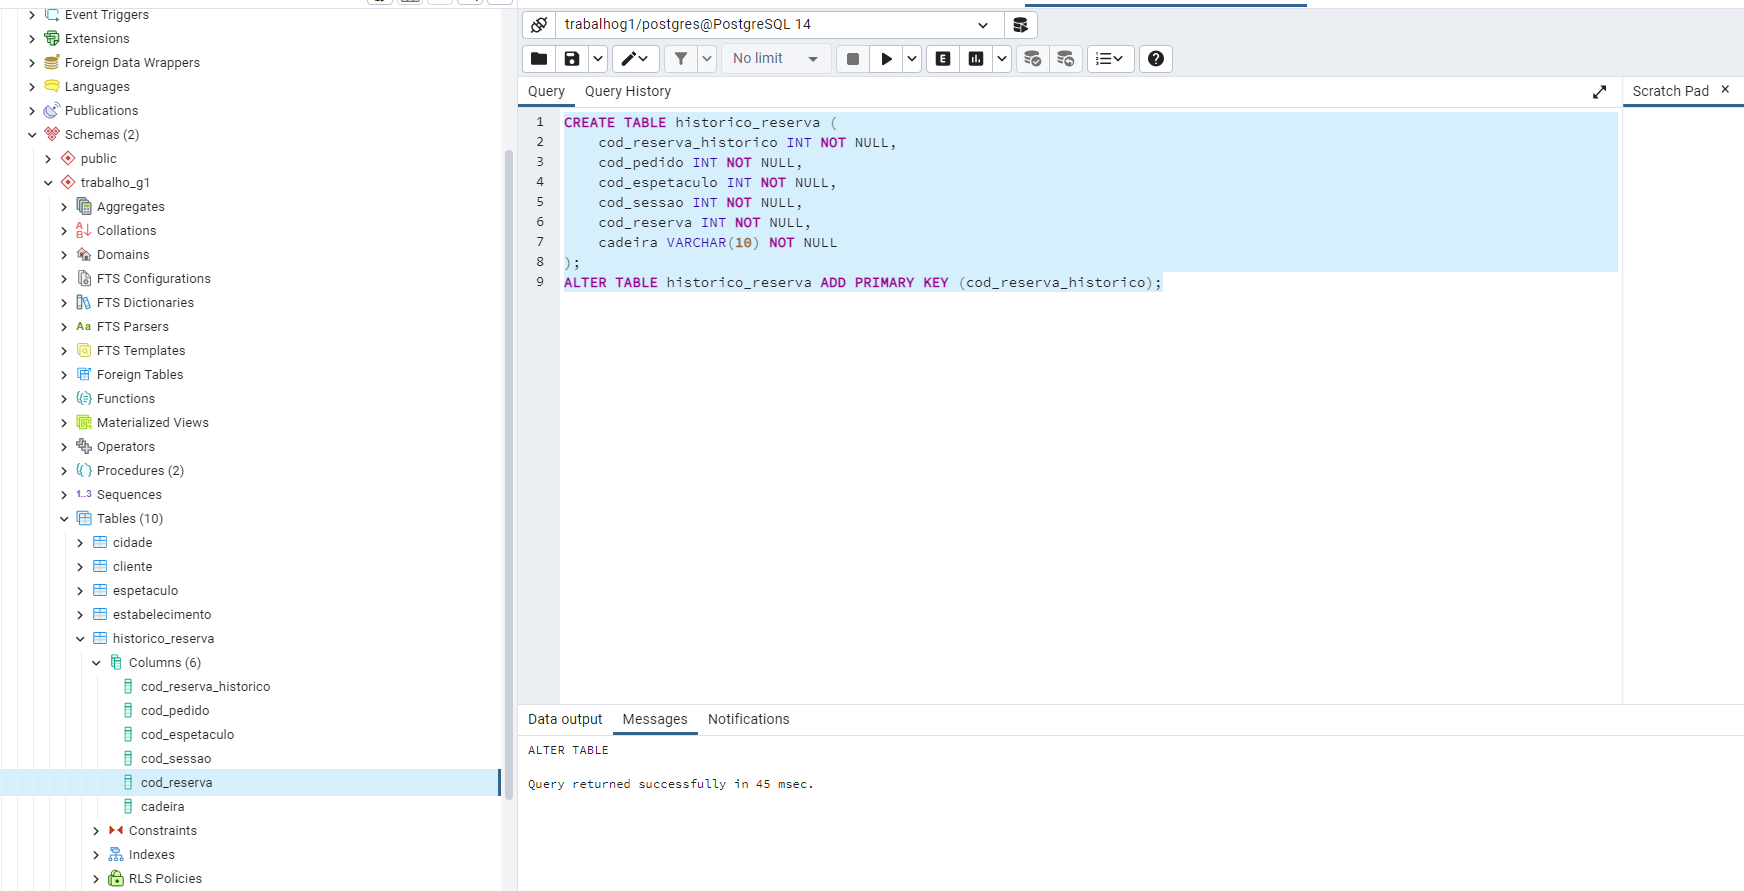 Event Triggers
Extensions
Foreign Data Wrappers
Languages
Publications
Schemas (2)
public
trabalho_g1
Aggregates
Collations
Domains
FTS Configurations
FTS Dictionaries
Aa FTS Parsers
FTS Templates
Foreign Tables
Functions
Materialized Views
Operators
Procedures (2)
1..3 Sequences
Tables (10)
cidade
cliente
espetaculo
estabelecimento
historico_reserva
Columns (6)
cod_reserva_historico
cod_pedido
cod_espetaculo
cod_sessao
cod_reserva
cadeira
Constraints
Indexes
RLS Policies
trabalhog1/postgres@PostgreSQL 14
No limit
E
Query Query History
Scratch Pad
1 CREATE TABLE historico_reserva (
2 cod_reserva_historico INT NOT NULL,
3 cod_pedido INT NOT NULL,
4 cod_espetaculo INT NOT NULL,
5 cod_sessao INT NOT NULL,
6 cod_reserva INT NOT NULL,
7 cadeira VARCHAR(10) NOT NULL
8 );
9 ALTER TABLE historico_reserva ADD PRIMARY KEY (cod_reserva_historico);
Data output Messages Notifications
ALTER TABLE
Query returned successfully in 45 msec.